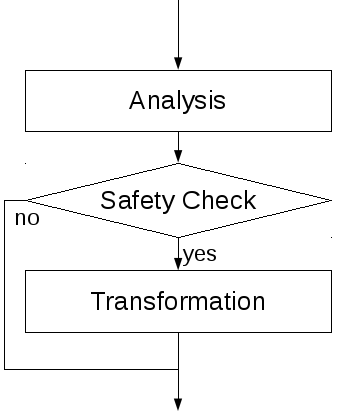 Analysis
Safety Check
no
yes
Transformation